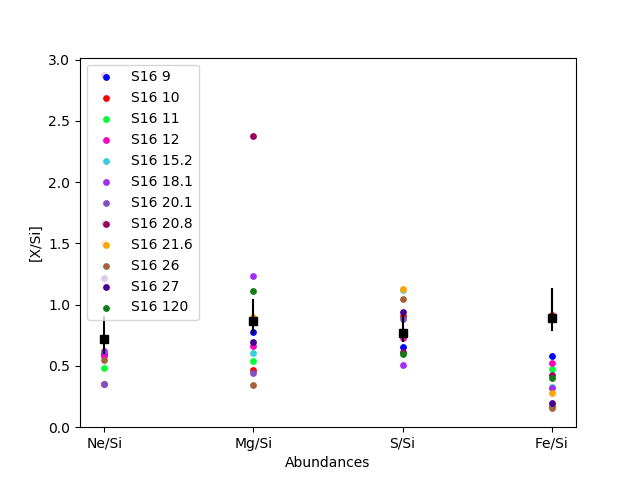 3.0
2.5
2.0
1.5
1.0
0.5
0.0
[X/Si]
S16 9
S16 10
S16 11
S16 12
S16 15.2
S16 18.1
S16 20.1
S16 20.8
S16 21.6
S16 26
S16 27
S16 120
Ne/Si Mg/Si S/Si Fe/Si
Abundances